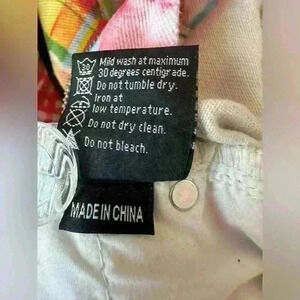 30
Mild wash at maximum
30 degrees centigrade.
Do not tumble dry.
Iron at
low temperature.
Do not dry clean.
Do not bleach.
MADE IN CHINA